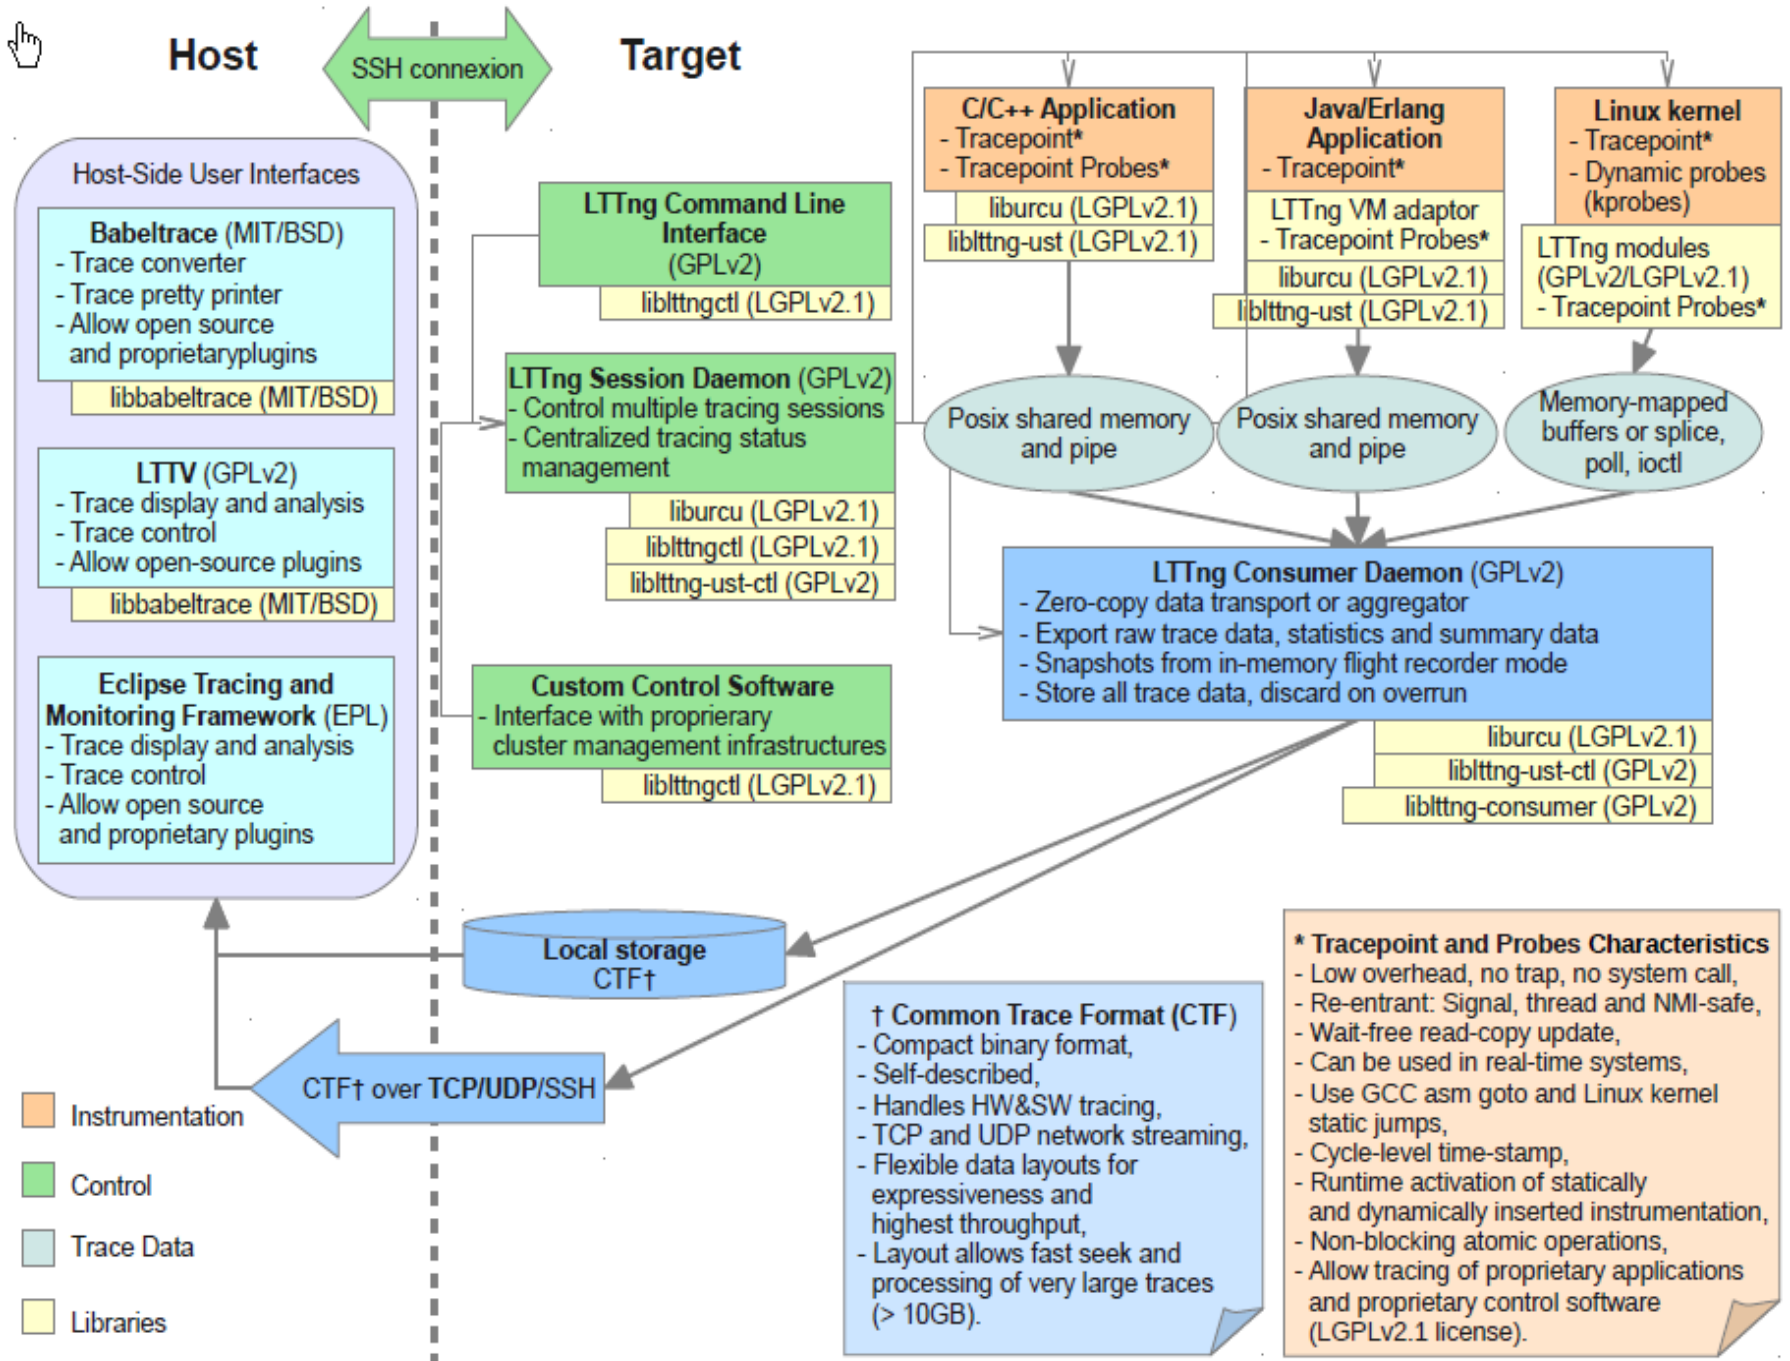 Host
SSH connexion
Target
Host-Side User Interfaces
Babeltrace (MIT/BSD)
- Trace converter
- Trace pretty printer
- Allow open source
and proprietaryplugins
libbabeltrace (MIT/BSD)
LTTV (GPLv2)
- Trace display and analysis
- Trace control
- Allow open-source plugins
libbabeltrace (MIT/BSD)
Eclipse Tracing and
Monitoring Framework (EPL)
- Trace display and analysis
- Trace control
- Allow open source
and proprietary plugins
LTTng Command Line
Interface
(GPLv2)
liblttngctl (LGPLv2.1)
LTTng Session Daemon (GPLv2)
- Control multiple tracing sessions
- Centralized tracing status
management
liburcu (LGPLv2.1)
liblttngctl (LGPLv2.1)
liblttng-ust-ctl (GPLv2)
Custom Control Software
- Interface with proprierary
cluster management infrastructures
liblttngctl (LGPLv2.1)
C/C++ Application
- Tracepoint*
- Tracepoint Probes*
liburcu (LGPLv2.1)
liblttng-ust (LGPLv2.1)
Java/Erlang
Application
- Tracepoint*
LTTng VM adaptor
- Tracepoint Probes*
liburcu (LGPLv2.1)
liblttng-ust (LGPLv2.1)
Linux kernel
- Tracepoint*
- Dynamic probes
(kprobes)
LTTng modules
(GPLv2/LGPLv2.1)
- Tracepoint Probes*
Posix shared memory
and pipe
Posix shared memory
and pipe
Memory-mapped
buffers or splice,
poll, ioctl
LTTng Consumer Daemon (GPLv2)
- Zero-copy data transport or aggregator
- Export raw trace data, statistics and summary data
- Snapshots from in-memory flight recorder mode
- Store all trace data, discard on overrun
liburcu (LGPLv2.1)
liblttng-ust-ctl (GPLv2)
liblttng-consumer (GPLv2)
Local storage
CTF†
CTF† over TCP/UDP/SSH
Instrumentation
Control
Trace Data
Libraries
† Common Trace Format (CTF)
- Compact binary format,
- Self-described,
- Handles HW&SW tracing,
- TCP and UDP network streaming,
- Flexible data layouts for
expressiveness and
highest throughput,
- Layout allows fast seek and
processing of very large traces
(> 10GB).
* Tracepoint and Probes Characteristics
- Low overhead, no trap, no system call,
- Re-entrant: Signal, thread and NMI-safe,
- Wait-free read-copy update,
- Can be used in real-time systems,
- Use GCC asm goto and Linux kernel
static jumps,
- Cycle-level time-stamp,
- Runtime activation of statically
and dynamically inserted instrumentation,
- Non-blocking atomic operations,
- Allow tracing of proprietary applications
and proprietary control software
(LGPLv2.1 license).